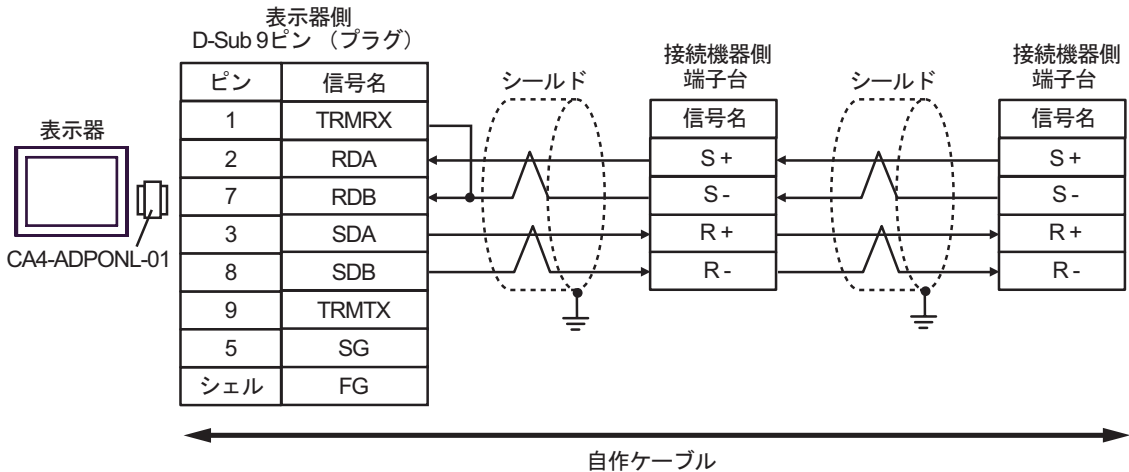 表示器側
D-Sub 9ピン （プラグ）
接続機器側
端子台
接続機器側
端子台
シールド
シールド
表示器
CA4-ADPONL-01
ピン 信号名
1 TRMRX
2 RDA
7 RDB
3 SDA
8 SDB
9 TRMTX
5 SG
シェル FG
信号名
S +
S -
R +
R -
信号名
S +
S -
R +
R -
自作ケーブル